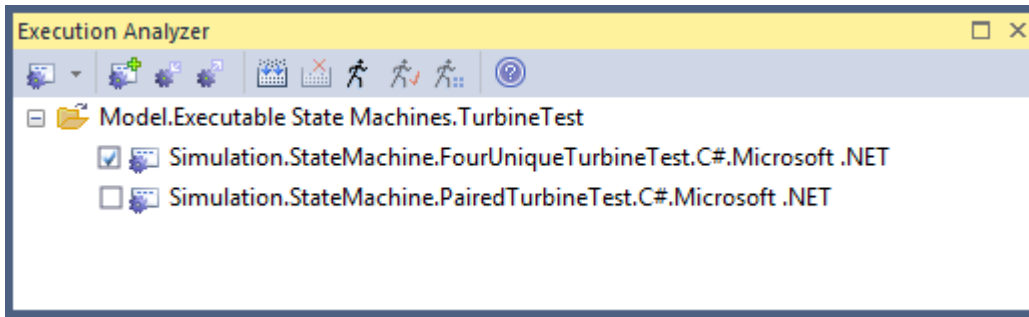 Execution Analyzer
Model.Executable State Machines.TurbineTest
Simulation.StateMachine.FourUniqueTurbineTest.C#.Microsoft .NET
Simulation.StateMachine.PairedTurbineTest.C#.Microsoft .NET